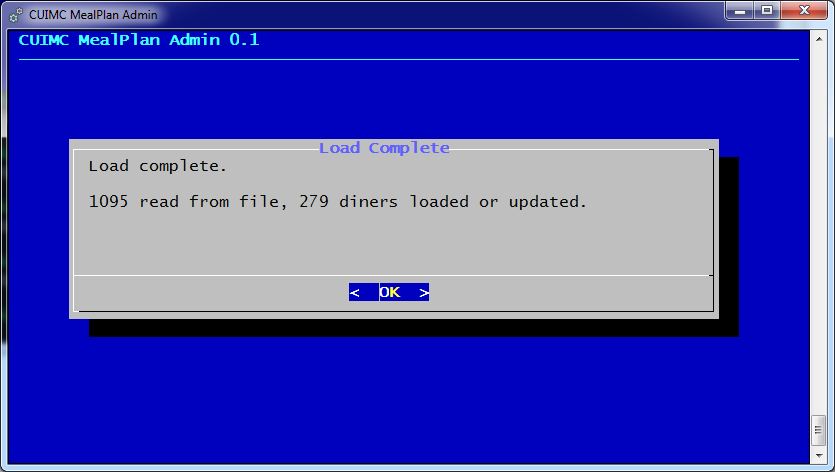 CUIMC MealPlan Admin
CUIMC MealPlan Admin 0.1
Load Complete
Load complete.
1095 read from file, 279 diners loaded or updated.
< OK >